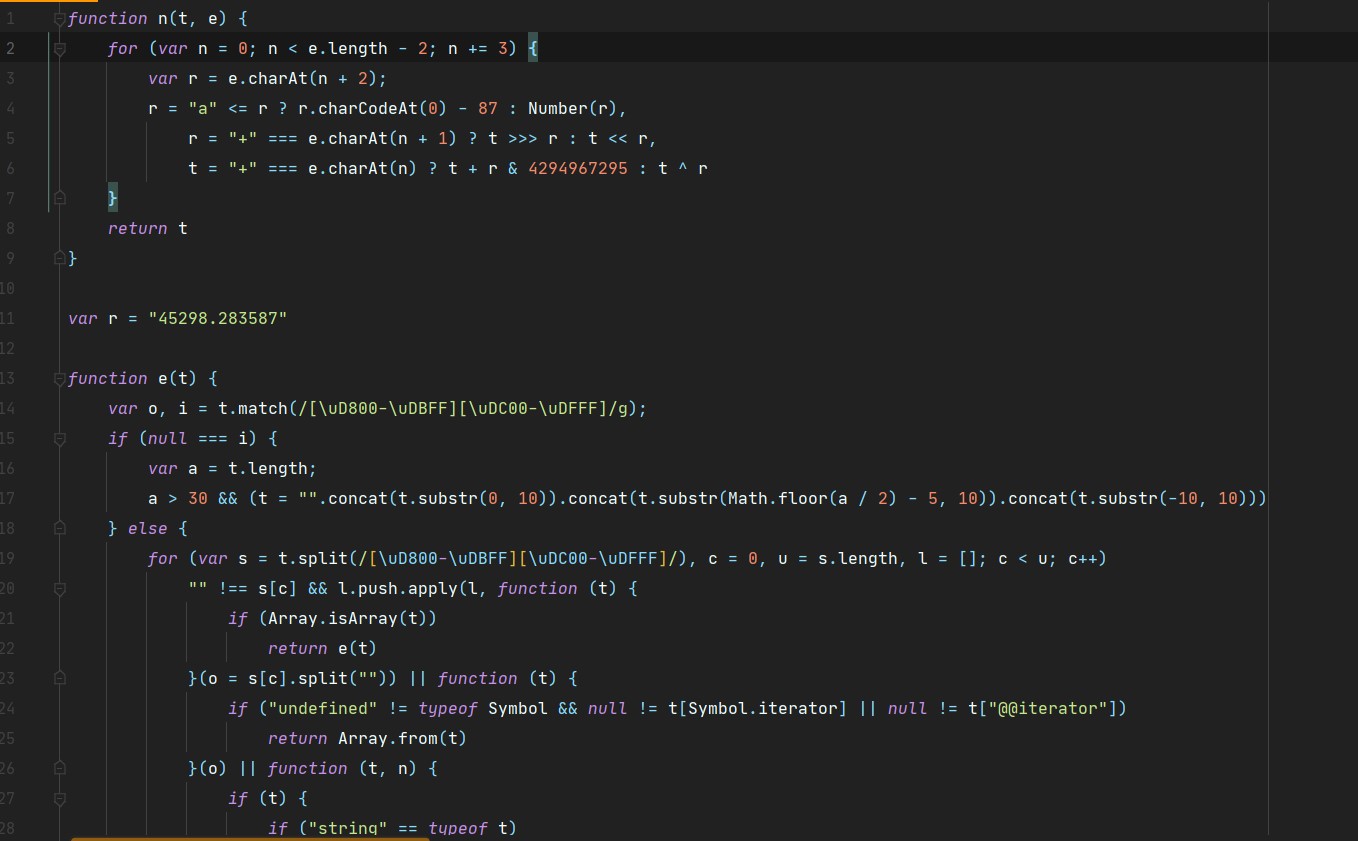 1 function n(t, e) {
2 for (var n = 0; n < e.length - 2; n += 3) {
3 var r = e.charAt(n + 2);
4 r = "a" <= r ? r.charCodeAt(0) - 87 : Number(r),
5 r = "+" === e.charAt(n + 1) ? t >>> r : t << r,
6 t = "+" === e.charAt(n) ? t + r & 4294967295 : t ^ r
7 }
8 return t
9 }
10
11 var r = "45298.283587"
12
13 function e(t) {
14 var o, i = t.match(/[\uD800-\uDBFF][\uDC00-\uDFFF]/g);
15 if (null === i) {
16 var a = t.length;
17 a > 30 && (t = "".concat(t.substr(0, 10)).concat(t.substr(Math.floor(a / 2) - 5, 10)).concat(t.substr(-10, 10)))
18 } else {
19 for (var s = t.split(/[\uD800-\uDBFF][\uDC00-\uDFFF]/), c = 0, u = s.length, l = []; c < u; c++)
20 "" !== s[c] && l.push.apply(l, function (t) {
21 if (Array.isArray(t))
22 return e(t)
23 }(o = s[c].split("")) || function (t) {
24 if ("undefined" != typeof Symbol && null != t[Symbol.iterator] || null != t["@@iterator"])
25 return Array.from(t)
26 }(o) || function (t, n) {
27 if (t) {
28 if ("string" == typeof t)